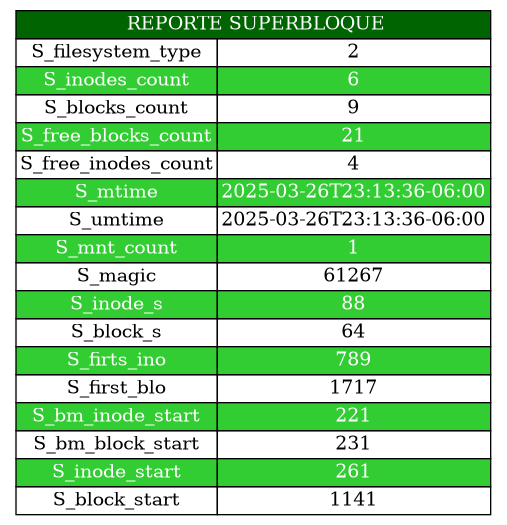 REPORTE SUPERBLOQUE
S_filesystem_type 2
S_inodes_count 6
S_blocks_count 9
S_free_blocks_count 21
S_free_inodes_count 4
S_mtime 2025-03-26T23:13:36-06:00
S_umtime 2025-03-26T23:13:36-06:00
S_mnt_count 1
S_magic 61267
S_inode_s 88
S_block_s 64
S_firts_ino 789
S_first_blo 1717
S_bm_inode_start 221
S_bm_block_start 231
S_inode_start 261
S_block_start 1141